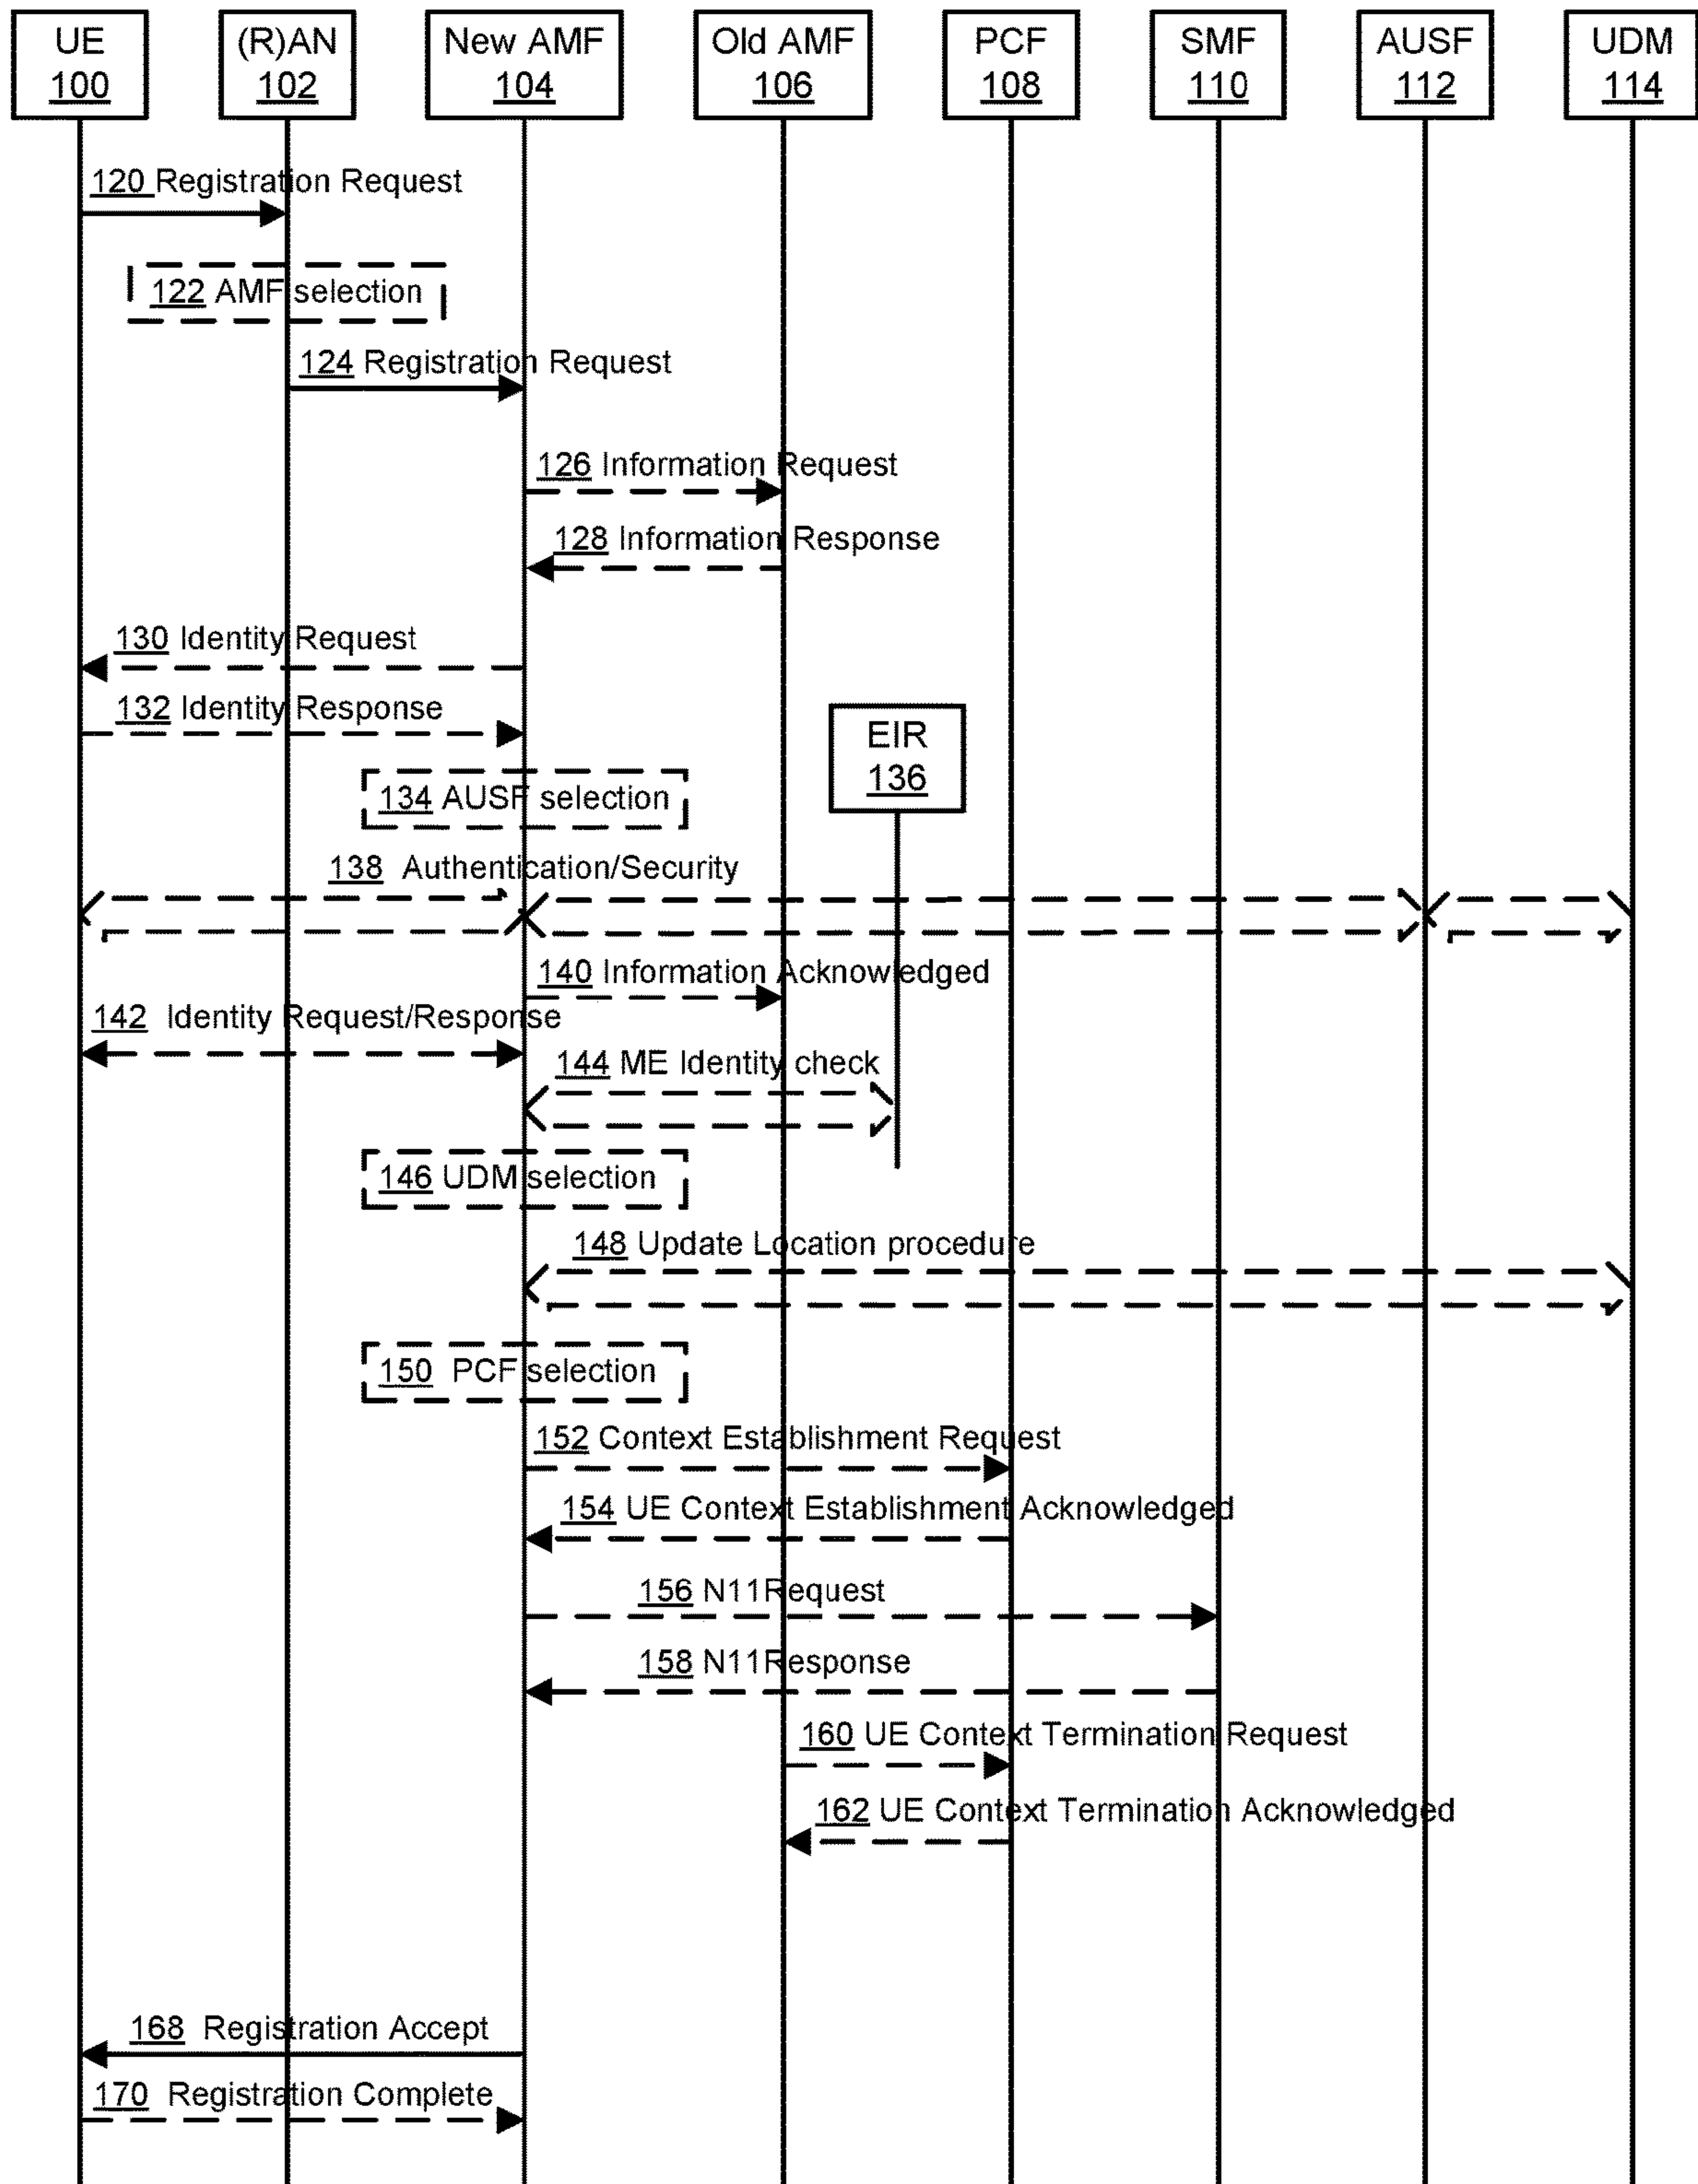 UE
100
(R)AN
102
New AMF
104
Old AMF
106
PCF
108
SMF
110
AUSF
112
UDM
114
120 Registration Request
122 AMF selection
124 Registration Request
126 Information Request
128 Information Response
130 Identity Request
132 Identity Response
EIR
136
134 AUSF selection
138 Authentication/Security
140 Information Acknowledged
142 Identity Request/Response
144 ME Identity check
146 UDM selection
148 Update Location procedure
150 PCF selection
152 Context Establishment Request
154 UE Context Establishment Acknowledged
156 N11Request
158 N11Response
160 UE Context Termination Request
162 UE Context Termination Acknowledged
168 Registration Accept
170 Registration Complete